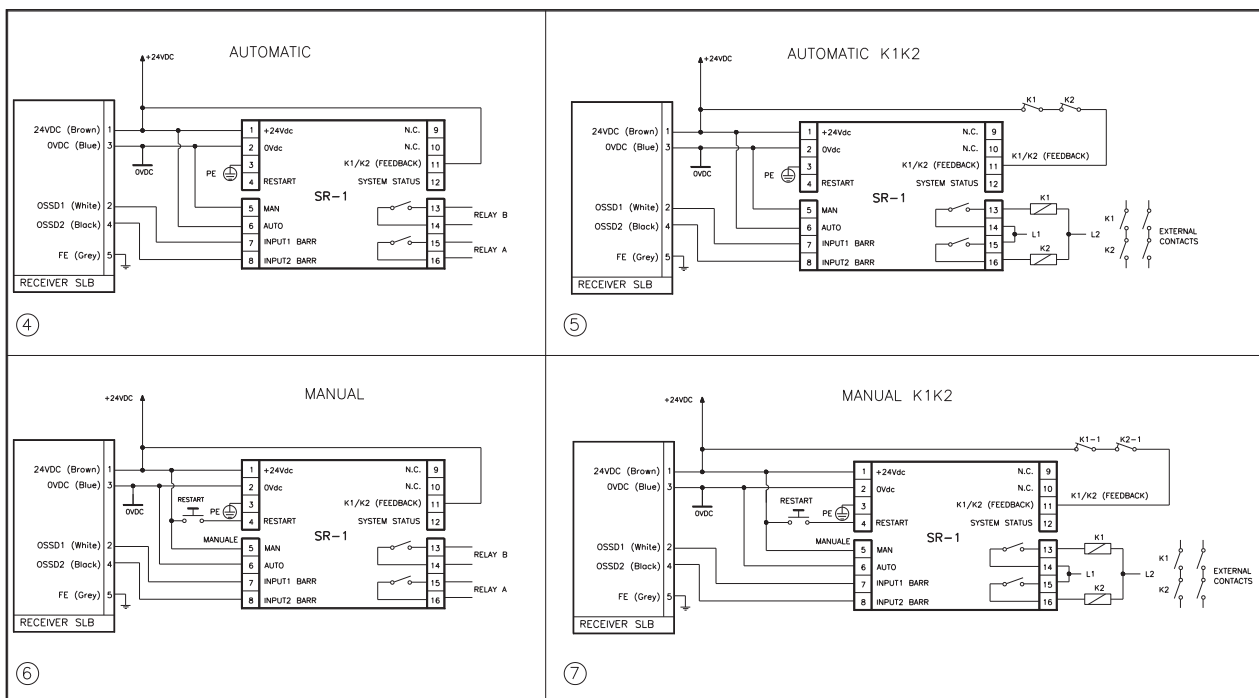 AUTOMATIC
+24VDC
24VDC (Brown) 1
0VDC (Blue) 3
0VDC
OSSD1 (White) 2
OSSD2 (Black) 4
FE (Grey) 5
RECEIVER SLB
1 +24Vdc
2 0Vdc
PE 3
4 RESTART
SR-1
5 MAN
6 AUTO
7 INPUT1 BARR
8 INPUT2 BARR
N.C. 9
N.C. 10
K1/K2 (FEEDBACK) 11
SYSTEM STATUS 12
13
RELAY B
14
15
RELAY A
16
4
AUTOMATIC K1K2
+24VDC
K1 K2
24VDC (Brown) 1
0VDC (Blue) 3
0VDC
OSSD1 (White) 2
OSSD2 (Black) 4
FE (Grey) 5
RECEIVER SLB
1 +24Vdc
2 0Vdc
PE 3
4 RESTART
SR-1
5 MAN
6 AUTO
7 INPUT1 BARR
8 INPUT2 BARR
N.C. 9
N.C. 10
K1/K2 (FEEDBACK) 11
K1/K2 (FEEDBACK)
SYSTEM STATUS 12
13
K1
14
L1
L2
15
K2
16
K1
K2
EXTERNAL
CONTACTS
5
MANUAL
+24VDC
24VDC (Brown) 1
0VDC (Blue) 3
0VDC
RESTART
OSSD1 (White) 2
OSSD2 (Black) 4
FE (Grey) 5
RECEIVER SLB
1 +24Vdc
2 0Vdc
PE 3
4 RESTART
SR-1
MANUALE
5 MAN
6 AUTO
7 INPUT1 BARR
8 INPUT2 BARR
N.C. 9
N.C. 10
K1/K2 (FEEDBACK) 11
SYSTEM STATUS 12
13
RELAY B
14
15
RELAY A
16
6
MANUAL K1K2
+24VDC
K1-1 K2-1
24VDC (Brown) 1
0VDC (Blue) 3
0VDC
RESTART
OSSD1 (White) 2
OSSD2 (Black) 4
FE (Grey) 5
RECEIVER SLB
1 +24Vdc
2 0Vdc
PE 3
4 RESTART
SR-1
MANUALE
5 MAN
6 AUTO
7 INPUT1 BARR
8 INPUT2 BARR
N.C. 9
N.C. 10
K1/K2 (FEEDBACK) 11
K1/K2 (FEEDBACK)
SYSTEM STATUS 12
13
K1
14
L1
L2
15
K2
16
K1
K2
EXTERNAL
CONTACTS
7